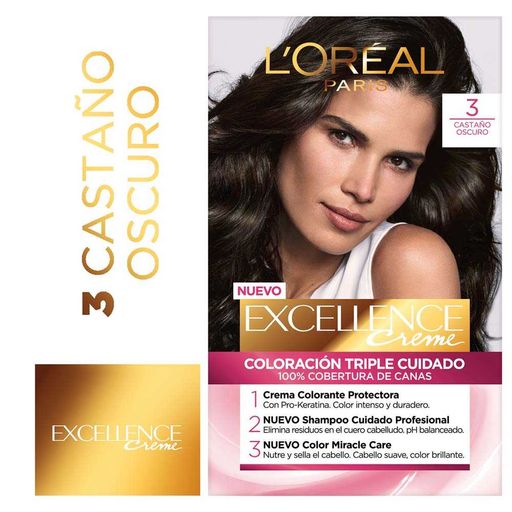 3 CASTAÑO
OSCURO
EXCELLENCE
Creme
L'ORÉAL
PARIS
3
CASTAÑO
OSCURO
NUEVO
EXCELLENCE
Creme
COLORACIÓN TRIPLE CUIDADO
100% COBERTURA DE CANAS
1 Crema Colorante Protectora
Con Pro-Keratina. Color intenso y duradero.
2 NUEVO Shampoo Cuidado Profesional
Elimina residuos en el cuero cabelludo. pH balanceado.
3 NUEVO Color Miracle Care
Nutre y sella el cabello. Cabello suave, color brillante.